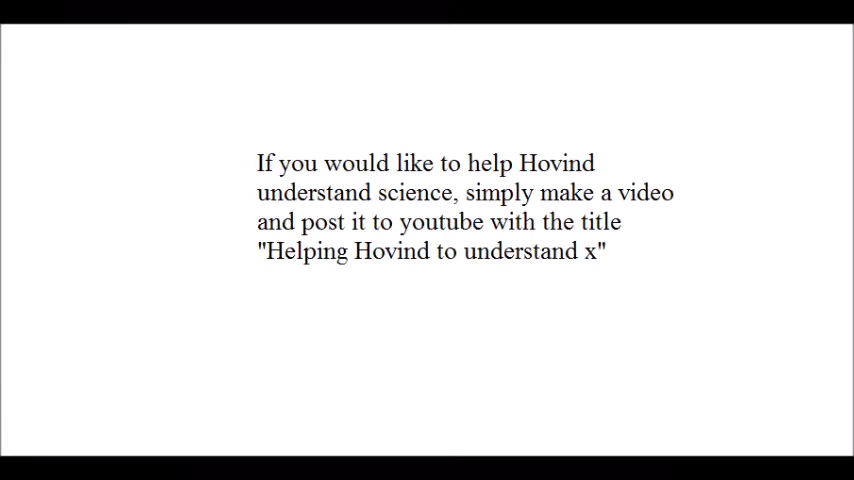 If you would like to help Hovind
understand science, simply make a video
and post it to youtube with the title
"Helping Hovind to understand x"